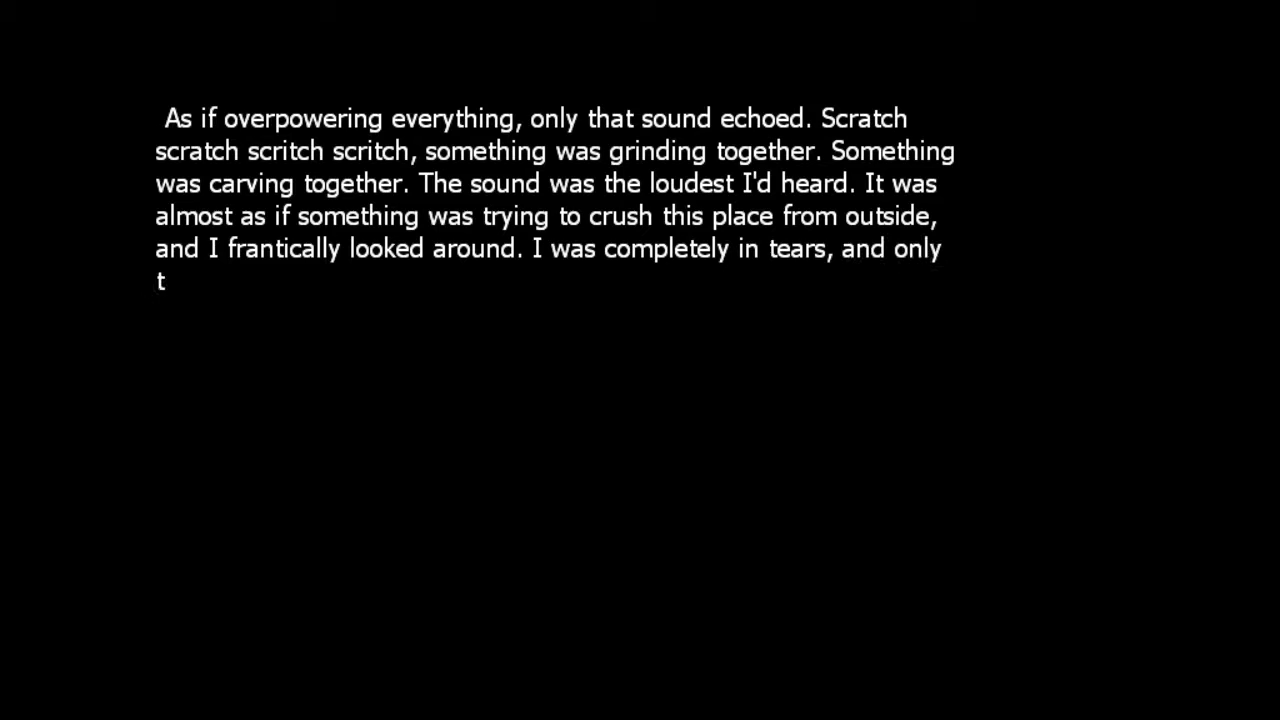 As if overpowering everything, only that sound echoed. Scratch
scratch scritch scritch, something was grinding together. Something
was carving together. The sound was the loudest I'd heard. It was
almost as if something was trying to crush this place from outside,
and I frantically looked around. I was completely in tears, and only
t